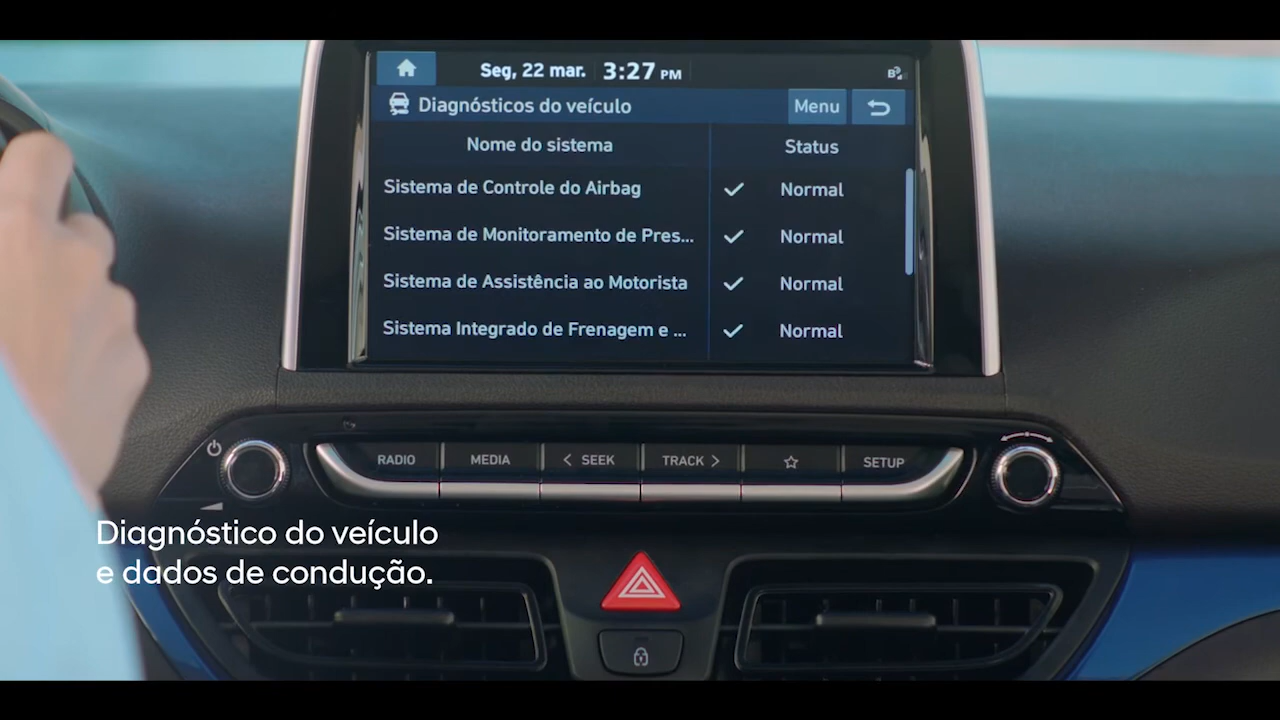 Seg, 22 mar. 3:27 PM
Diagnósticos do veículo Menu
Nome do sistema Status
Sistema de Controle do Airbag Normal
Sistema de Monitoramento de Pres... Normal
Sistema de Assistência ao Motorista Normal
Sistema Integrado de Frenagem e ... Normal
RADIO MEDIA < SEEK TRACK > SETUP
Diagnóstico do veículo
e dados de condução.